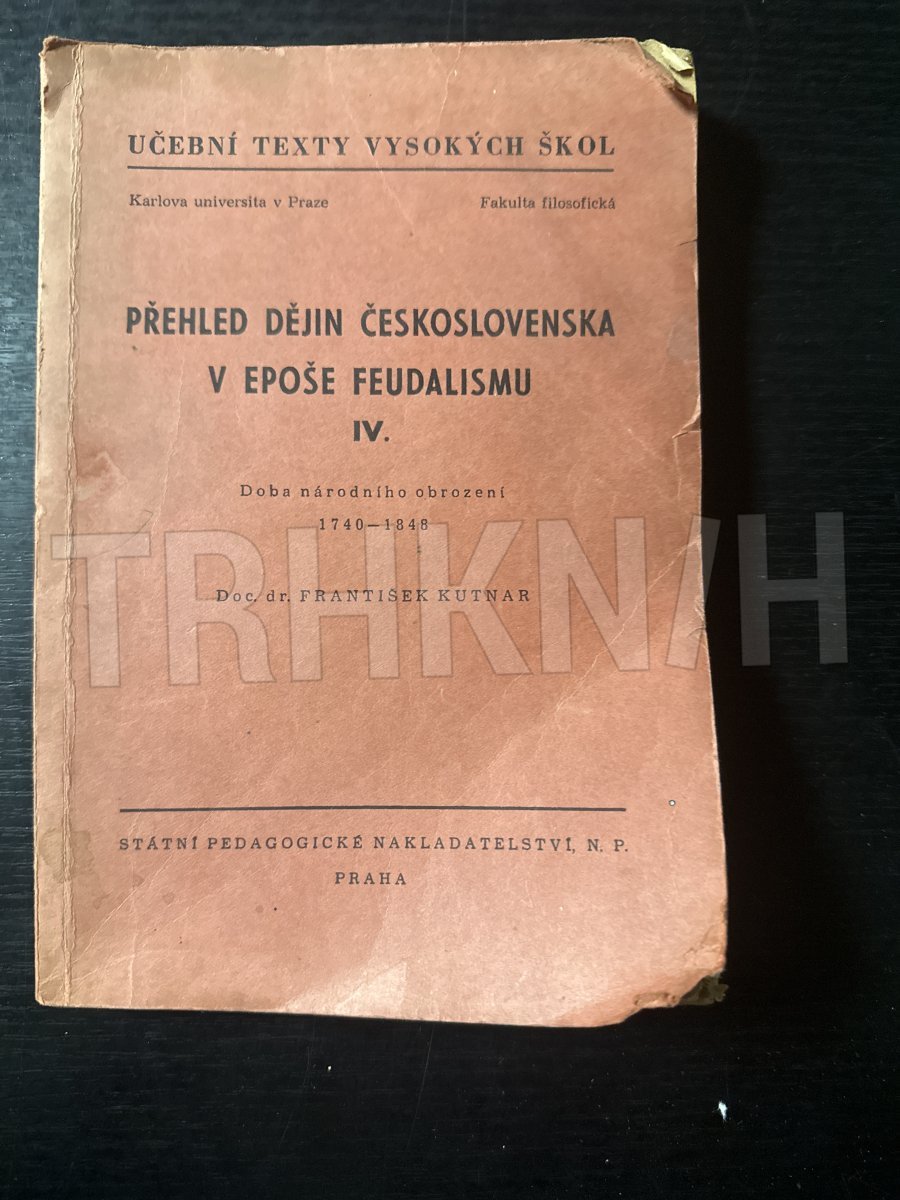 UČEBNÍ TEXTY VYSOKÝCH ŠKOL
Karlova universita v Praze Fakulta filosofická
PŘEHLED DĚJIN ČESKOSLOVENSKA
V EPOŠE FEUDALISMU
IV.
Doba národního obrození
1740—1848
Doc. dr. FRANTIŠEK KUTNAR
TRHKNIH
STÁTNÍ PEDAGOGICKÉ NAKLADATELSTVÍ, N. P.
PRAHA